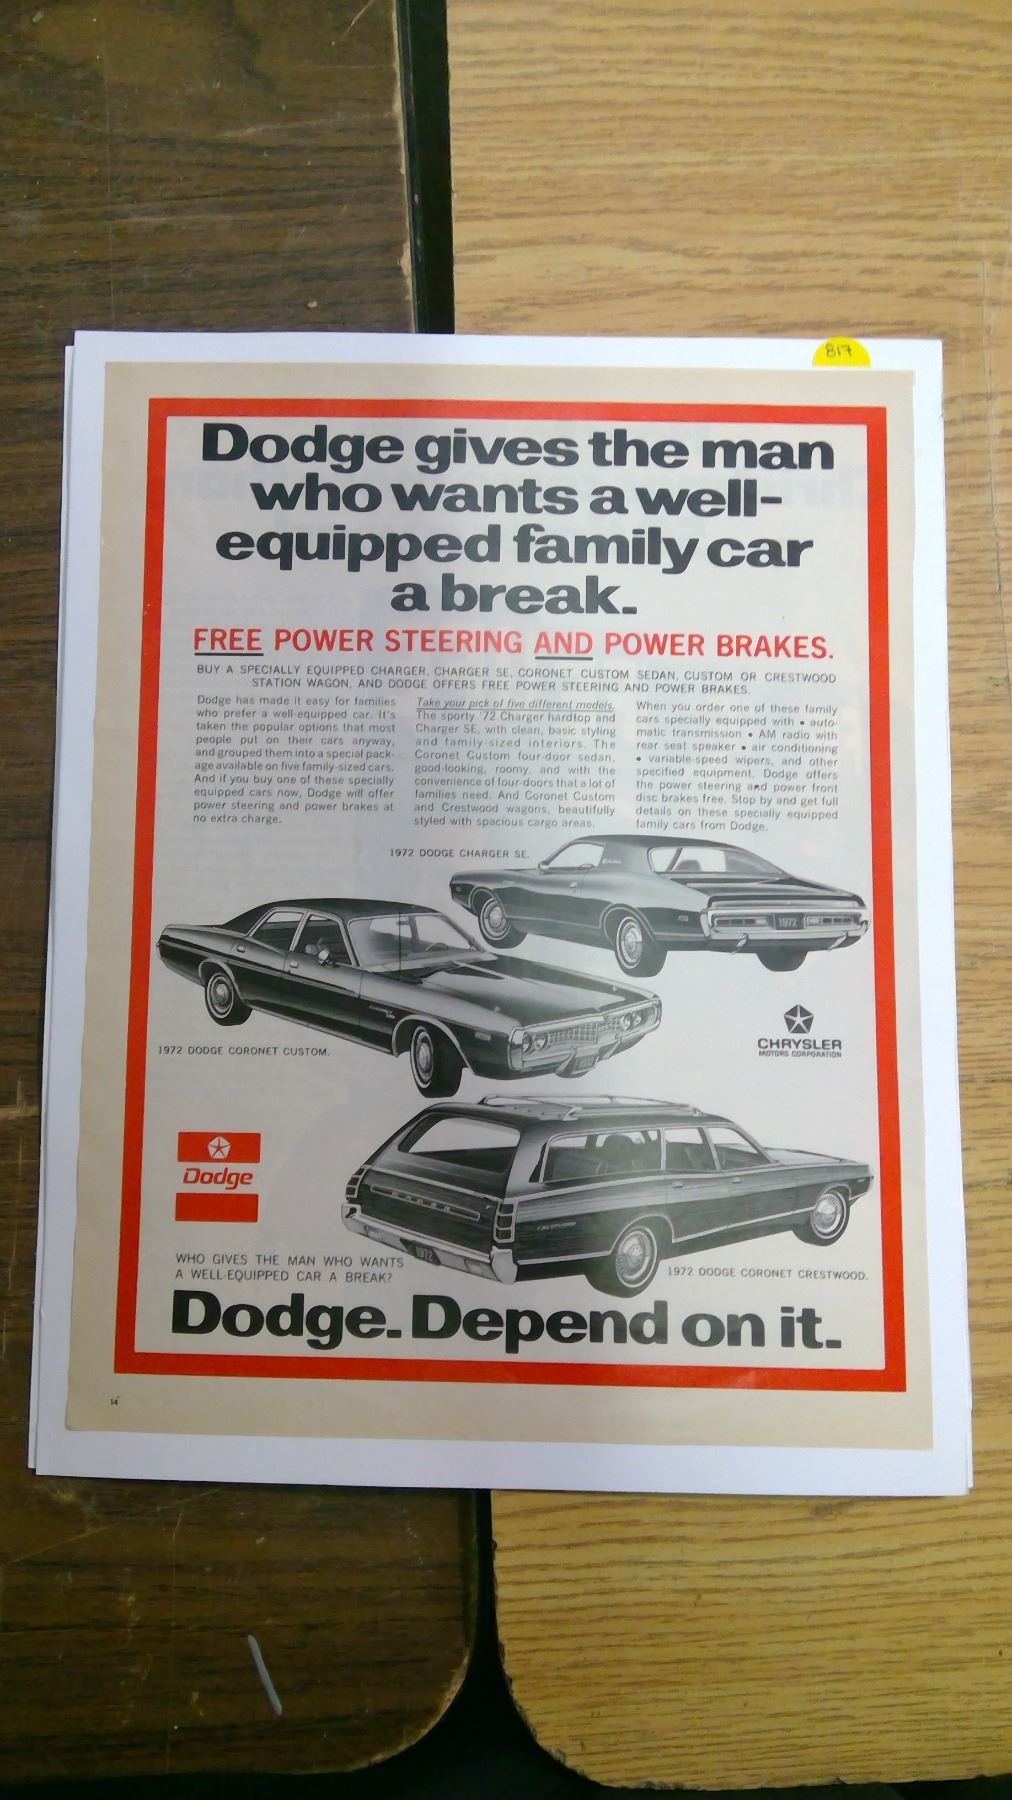 817
Dodge gives the man
who wants a well-
equipped family car
a break.
FREE POWER STEERING AND POWER BRAKES.
BUY A SPECIALLY EQUIPPED CHARGER, CHARGER SE, CORONET CUSTOM SEDAN, CUSTOM OR CRESTWOOD
STATION WAGON, AND DODGE OFFERS FREE POWER STEERING AND POWER BRAKES.
Dodge has made it easy for families
who prefer a well-equipped car. It's
taken the popular options that most
people put on their cars anyway,
and grouped them into a special pack-
age available on five family-sized cars.
And if you buy one of these specially
equipped cars now, Dodge will offer
power steering and power brakes at
no extra charge.
Take your pick of five different models.
The sporty '72 Charger hardtop and
Charger SE, with clean, basic styling
and family-sized interiors. The
Coronet Custom four-door sedan,
good-looking, roomy, and with the
convenience of four-doors that a lot of
families need. And Coronet Custom
and Crestwood wagons, beautifully
styled with spacious cargo areas.
When you order one of these family
cars specially equipped with • auto-
matic transmission • AM radio with
rear seat speaker • air conditioning
• variable-speed wipers, and other
specified equipment, Dodge offers
the power steering and power front
disc brakes free. Stop by and get full
details on these specially equipped
family cars from Dodge.
1972 DODGE CHARGER SE.
1972
1972 DODGE CORONET CUSTOM.
1972
CHRYSLER
MOTORS CORPORATION
Dodge
DODGE
CRESTWOOD
1972
WHO GIVES THE MAN WHO WANTS
A WELL-EQUIPPED CAR A BREAK?
1972 DODGE CORONET CRESTWOOD.
Dodge. Depend on it.
14